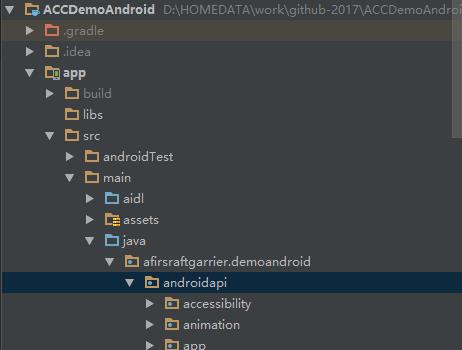 ACCDemoAndroid D:\HOMEDATA\work\github-2017\ACCDemoAndroi
.gradle
.idea
app
build
libs
src
androidTest
main
aidl
assets
java
afirsraftgarrier.demoandroid
androidapi
accessibility
animation
app